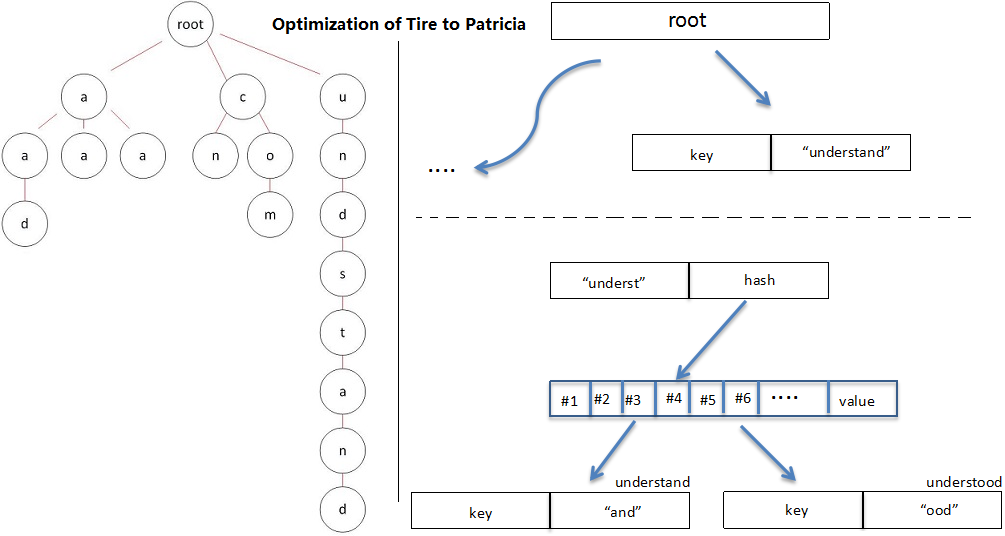 Optimization of Tire to Patricia
root
a c u
a a a n o n
d m d
s
t
a
n
d
root
key "understand"
....
"underst" hash
#1 #2 #3 #4 #5 #6 .... value
understand
key "and"
understood
key "ood"